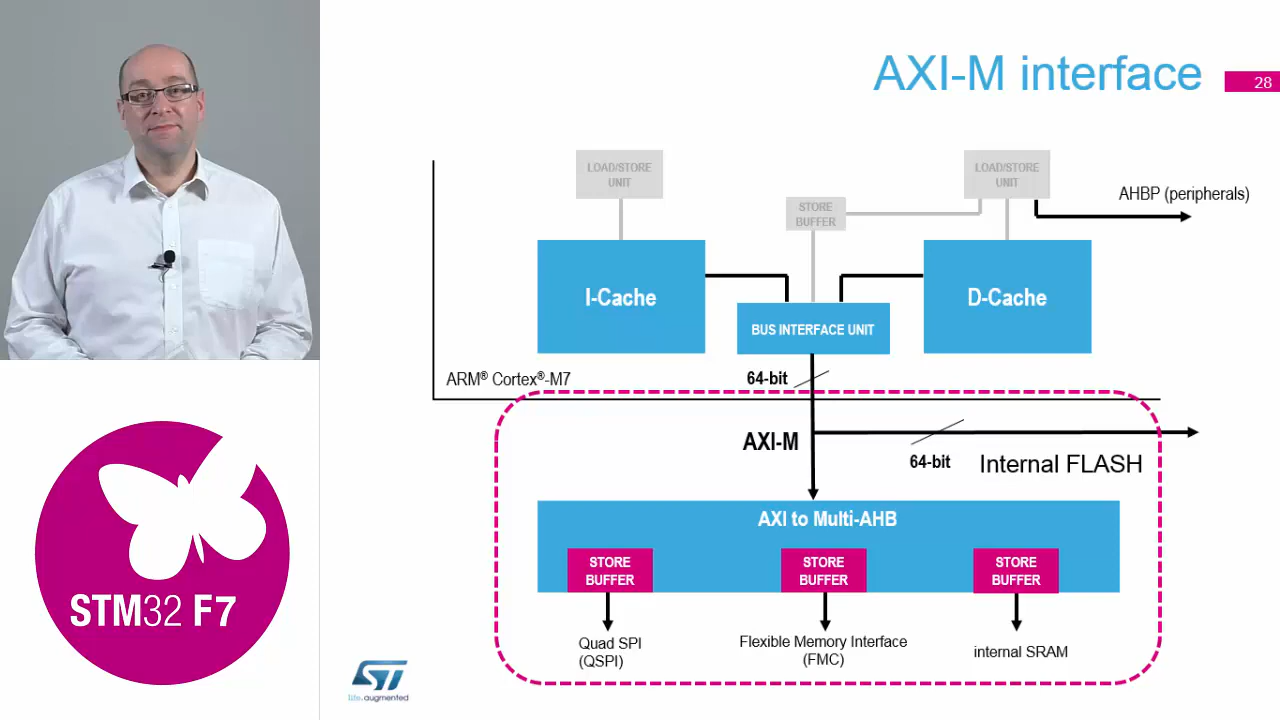 AXI-M interface
28
LOAD/STORE
UNIT
LOAD/STORE
UNIT
AHBP (peripherals)
STORE
BUFFER
I-Cache
D-Cache
BUS INTERFACE UNIT
ARM® Cortex®-M7
64-bit
AXI-M
64-bit
Internal FLASH
AXI to Multi-AHB
STORE
BUFFER
STORE
BUFFER
STORE
BUFFER
Quad SPI
(QSPI)
Flexible Memory Interface
(FMC)
internal SRAM
STM32 F7
ST
life.augmented